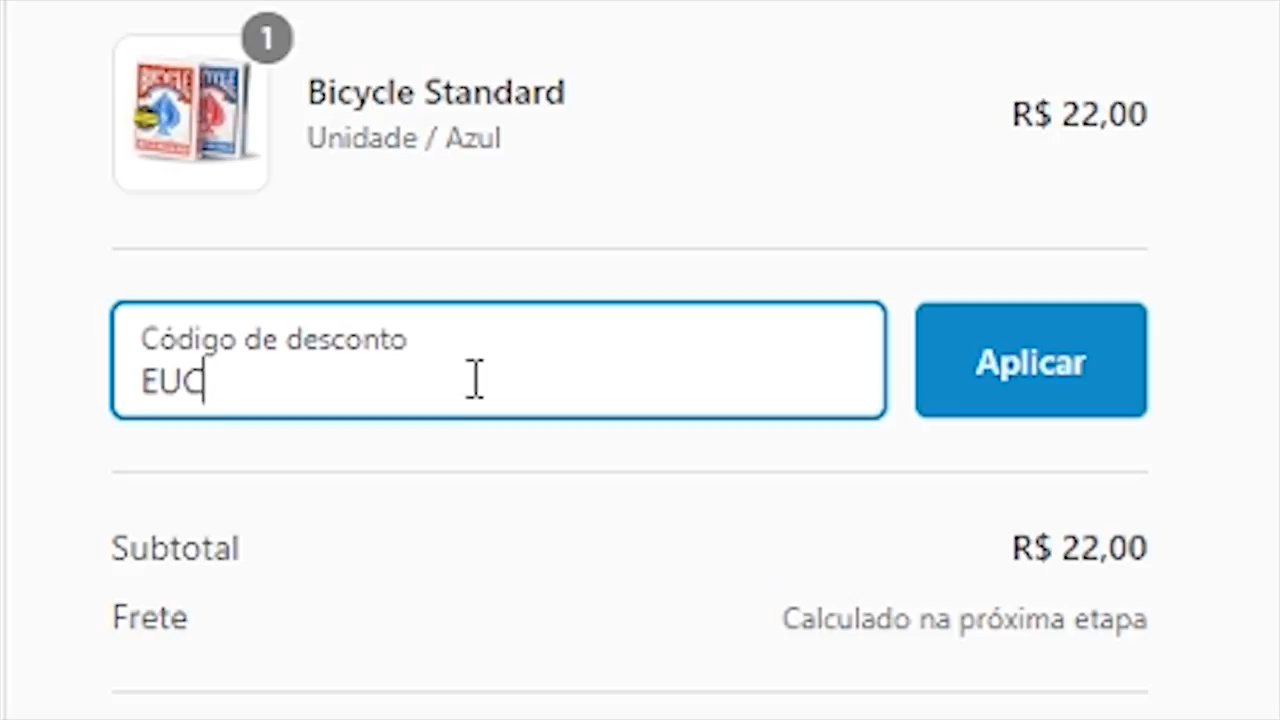 1
BICYCLE
Bicycle Standard
Unidade / Azul
R$ 22,00
Código de desconto
EUC
Aplicar
Subtotal
R$ 22,00
Frete
Calculado na próxima etapa